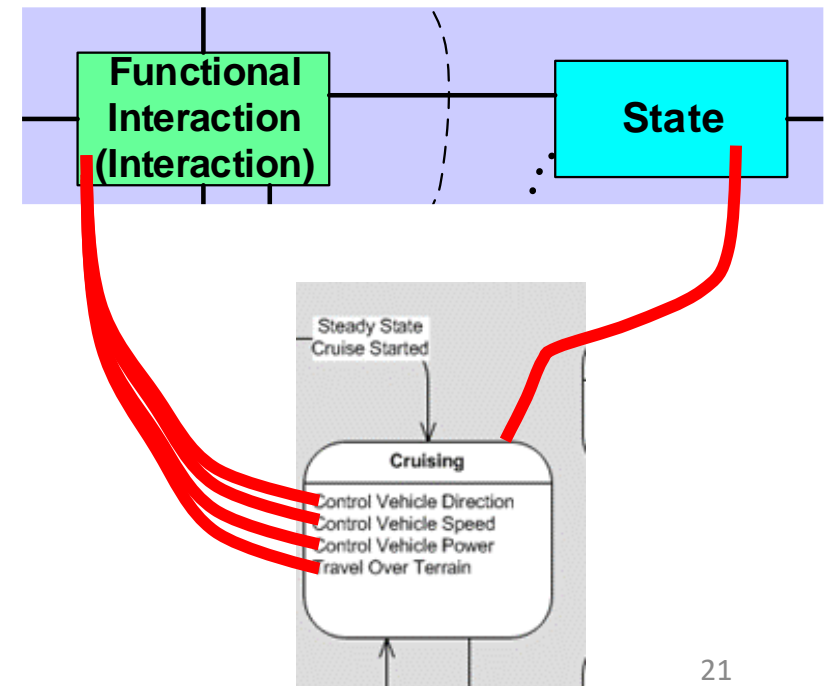 Functional
Interaction
(Interaction)
State
Steady State
Cruise Started
Cruising
Control Vehicle Direction
Control Vehicle Speed
Control Vehicle Power
Travel Over Terrain
21